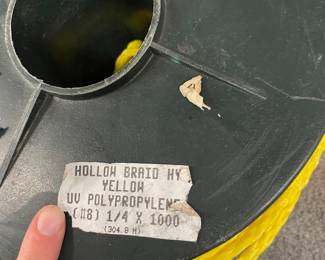 HOLLOW BRAID HY
YELLOW
UV POLYPROPYLENE
(#8) 1/4 X 1000
(304.8 M)